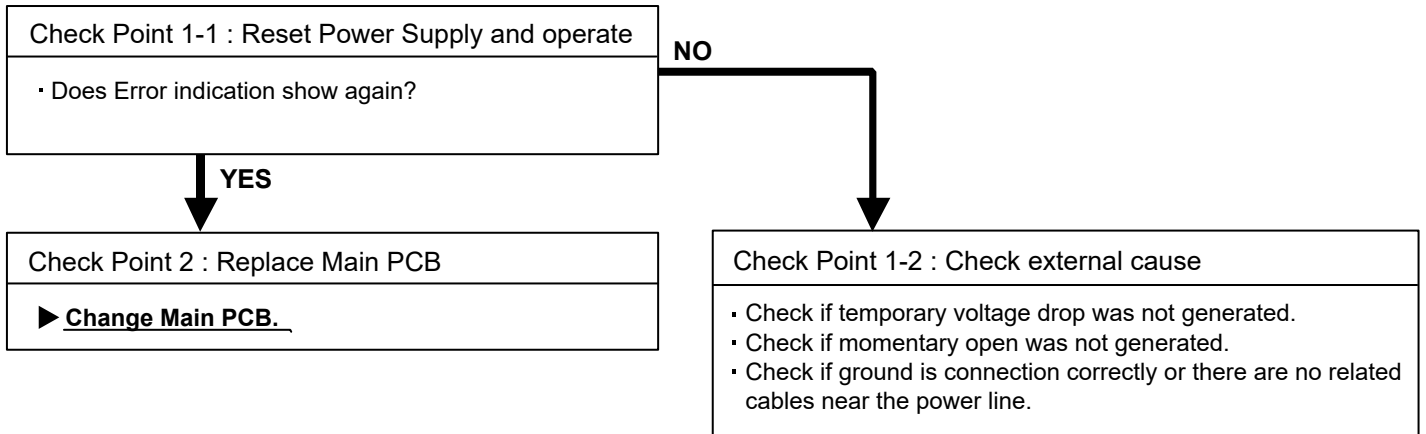 Check Point 1-1 : Reset Power Supply and operate
・Does Error indication show again?
NO
YES
Check Point 2 : Replace Main PCB
▶Change Main PCB.
Check Point 1-2 : Check external cause
・Check if temporary voltage drop was not generated.
・Check if momentary open was not generated.
・Check if ground is connection correctly or there are no related
cables near the power line.